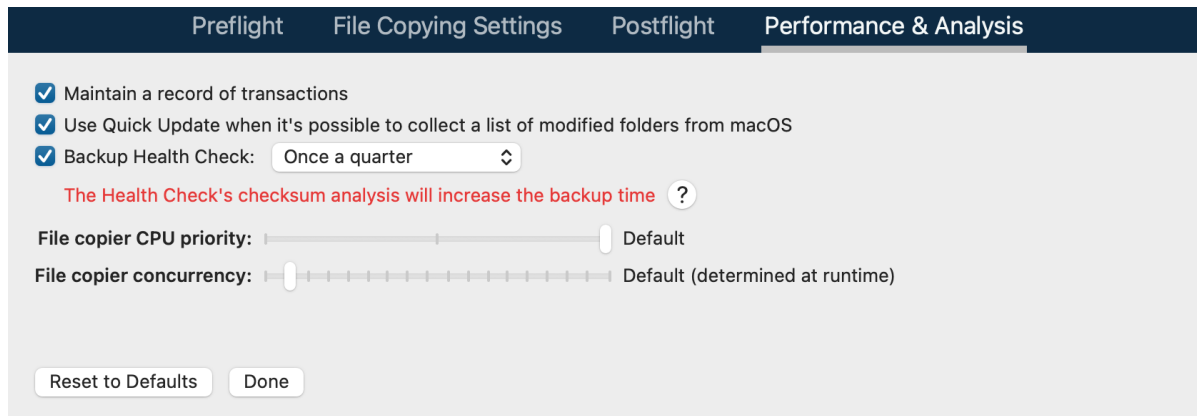 Preflight File Copying Settings Postflight Performance & Analysis
Maintain a record of transactions
Use Quick Update when it's possible to collect a list of modified folders from macOS
Backup Health Check: Once a quarter
The Health Check's checksum analysis will increase the backup time ?
File copier CPU priority: Default
File copier concurrency: Default (determined at runtime)
Reset to Defaults Done